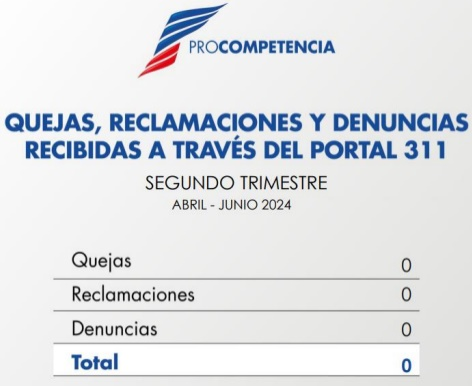 PROCOMPETENCIA
QUEJAS, RECLAMACIONES Y DENUNCIAS
RECIBIDAS A TRAVÉS DEL PORTAL 311
SEGUNDO TRIMESTRE
ABRIL - JUNIO 2024
Quejas 0
Reclamaciones 0
Denuncias 0
Total 0